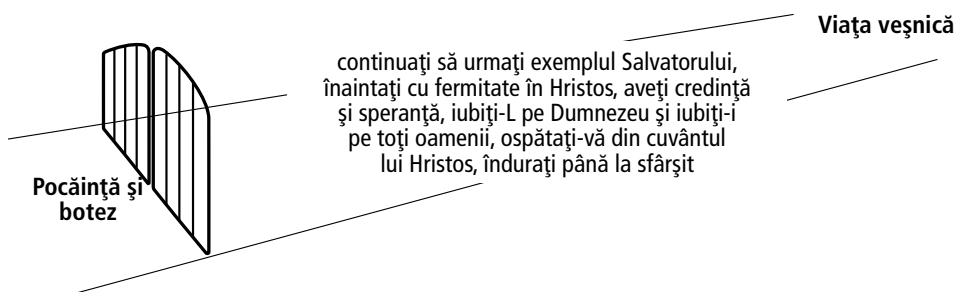 Viaţa veşnică
continuaţi să urmaţi exemplul Salvatorului,
înaintaţi cu fermitate în Hristos, aveţi credinţă
şi speranţă, iubiţi-L pe Dumnezeu şi iubiţi-i
pe toţi oamenii, ospătaţi-vă din cuvântul
lui Hristos, înduraţi până la sfârşit
Pocăinţă şi
botez